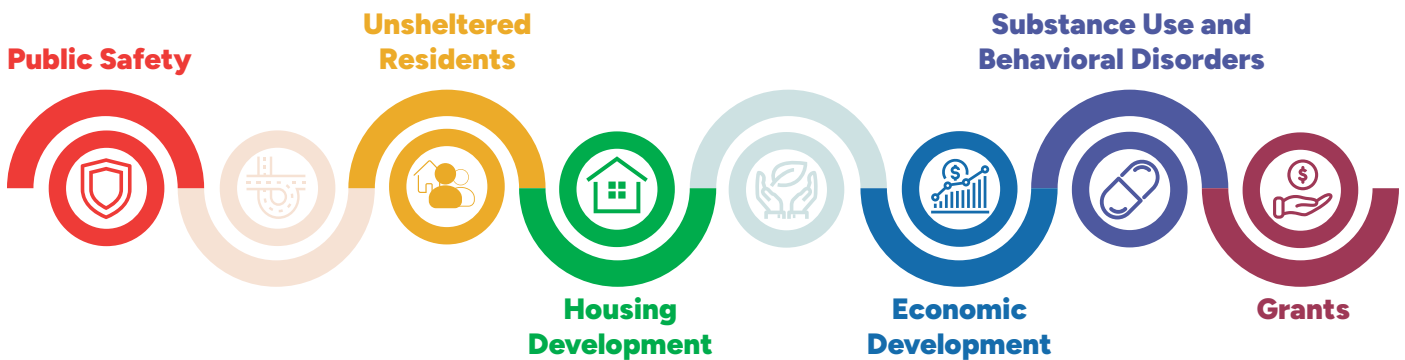 Public Safety
Unsheltered
Residents
Housing
Development
Economic
Development
Substance Use and
Behavioral Disorders
Grants
$
$